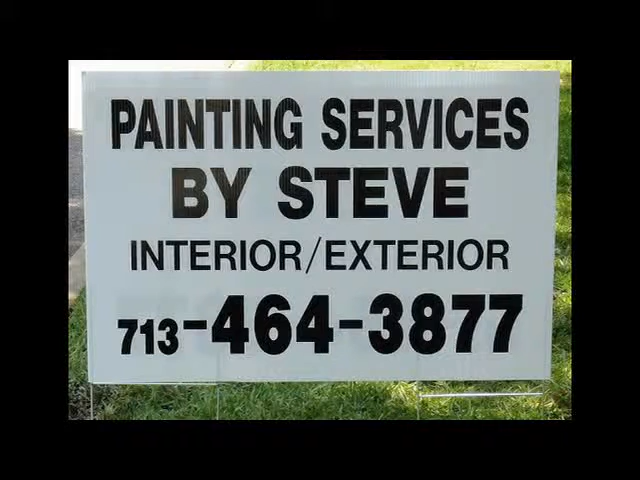 PAINTING SERVICES
BY STEVE
INTERIOR/EXTERIOR
713-464-3877